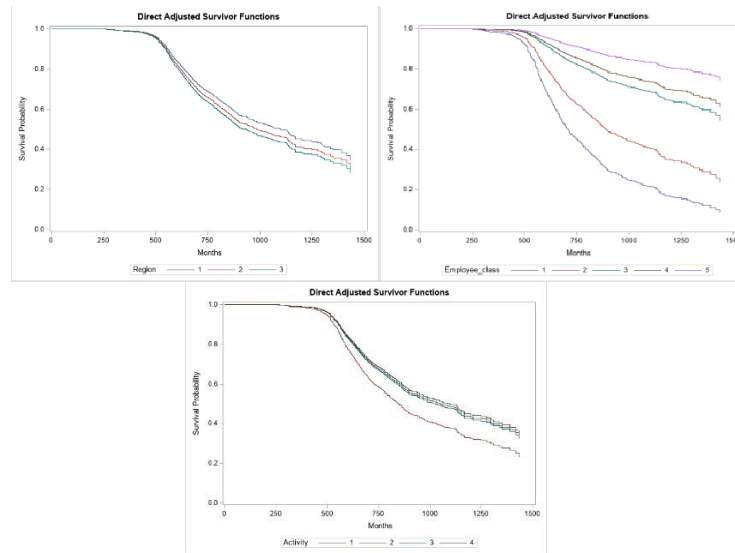 Direct Adjusted Survivor Functions
1.0
0.8
0.6
0.4
0.2
0.0
Survival Probability
0 250 500 750 1000 1250 1500
Months
Region 1 2 3
Direct Adjusted Survivor Functions
1.0
0.8
0.6
0.4
0.2
0.0
Survival Probability
0 250 500 750 1000 1250 1500
Months
Employee_class 1 2 3 4 5
Direct Adjusted Survivor Functions
1.0
0.8
0.6
0.4
0.2
0.0
Survival Probability
0 250 500 750 1000 1250 1500
Months
Activity 1 2 3 4